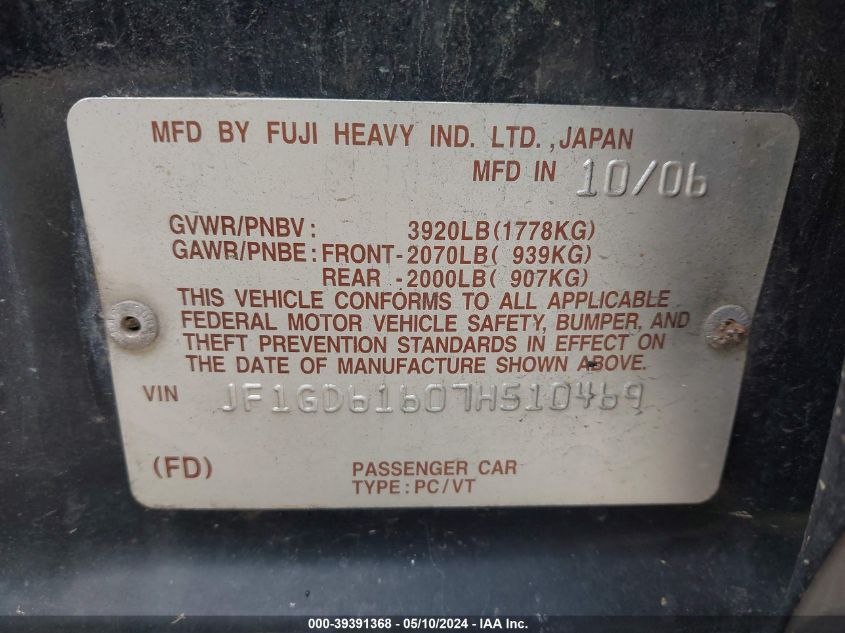 MFD BY FUJI HEAVY IND. LTD., JAPAN
MFD IN 10/06
GVWR/PNBV: 3920LB(1778KG)
GAWR/PNBE: FRONT-2070LB( 939KG)
REAR -2000LB( 907KG)
THIS VEHICLE CONFORMS TO ALL APPLICABLE
FEDERAL MOTOR VEHICLE SAFETY, BUMPER, AND
THEFT PREVENTION STANDARDS IN EFFECT ON
THE DATE OF MANUFACTURE SHOWN ABOVE.
VIN JF1GD61607H510469
(FD) PASSENGER CAR
TYPE: PC/VT
000-39391368 - 05/10/2024 - IAA Inc.